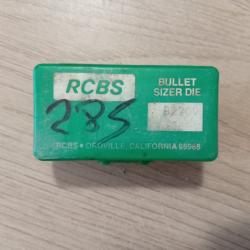 RCBS
BULLET
SIZER DIE
285
RCBS • OROVILLE, CALIFORNIA 95965